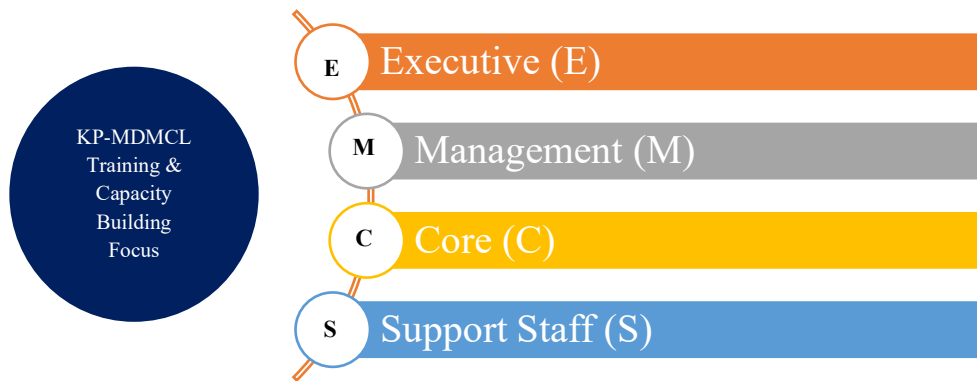 KP-MDMCL
Training &
Capacity
Building
Focus
E
Executive (E)
M
Management (M)
C
Core (C)
S
Support Staff (S)